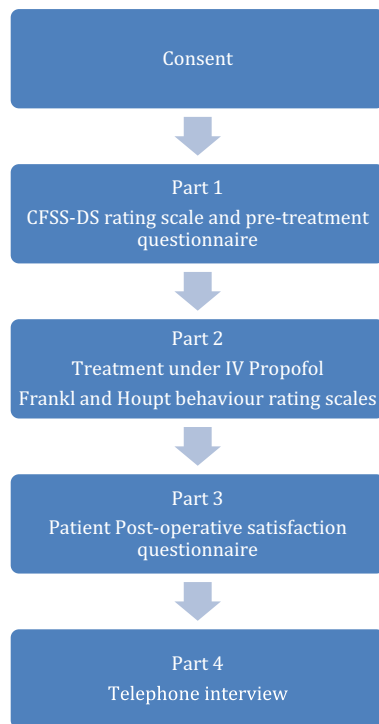 Consent
Part 1
CFSS-DS rating scale and pre-treatment
questionnaire
Part 2
Treatment under IV Propofol
Frankl and Houpt behaviour rating scales
Part 3
Patient Post-operative satisfaction
questionnaire
Part 4
Telephone interview